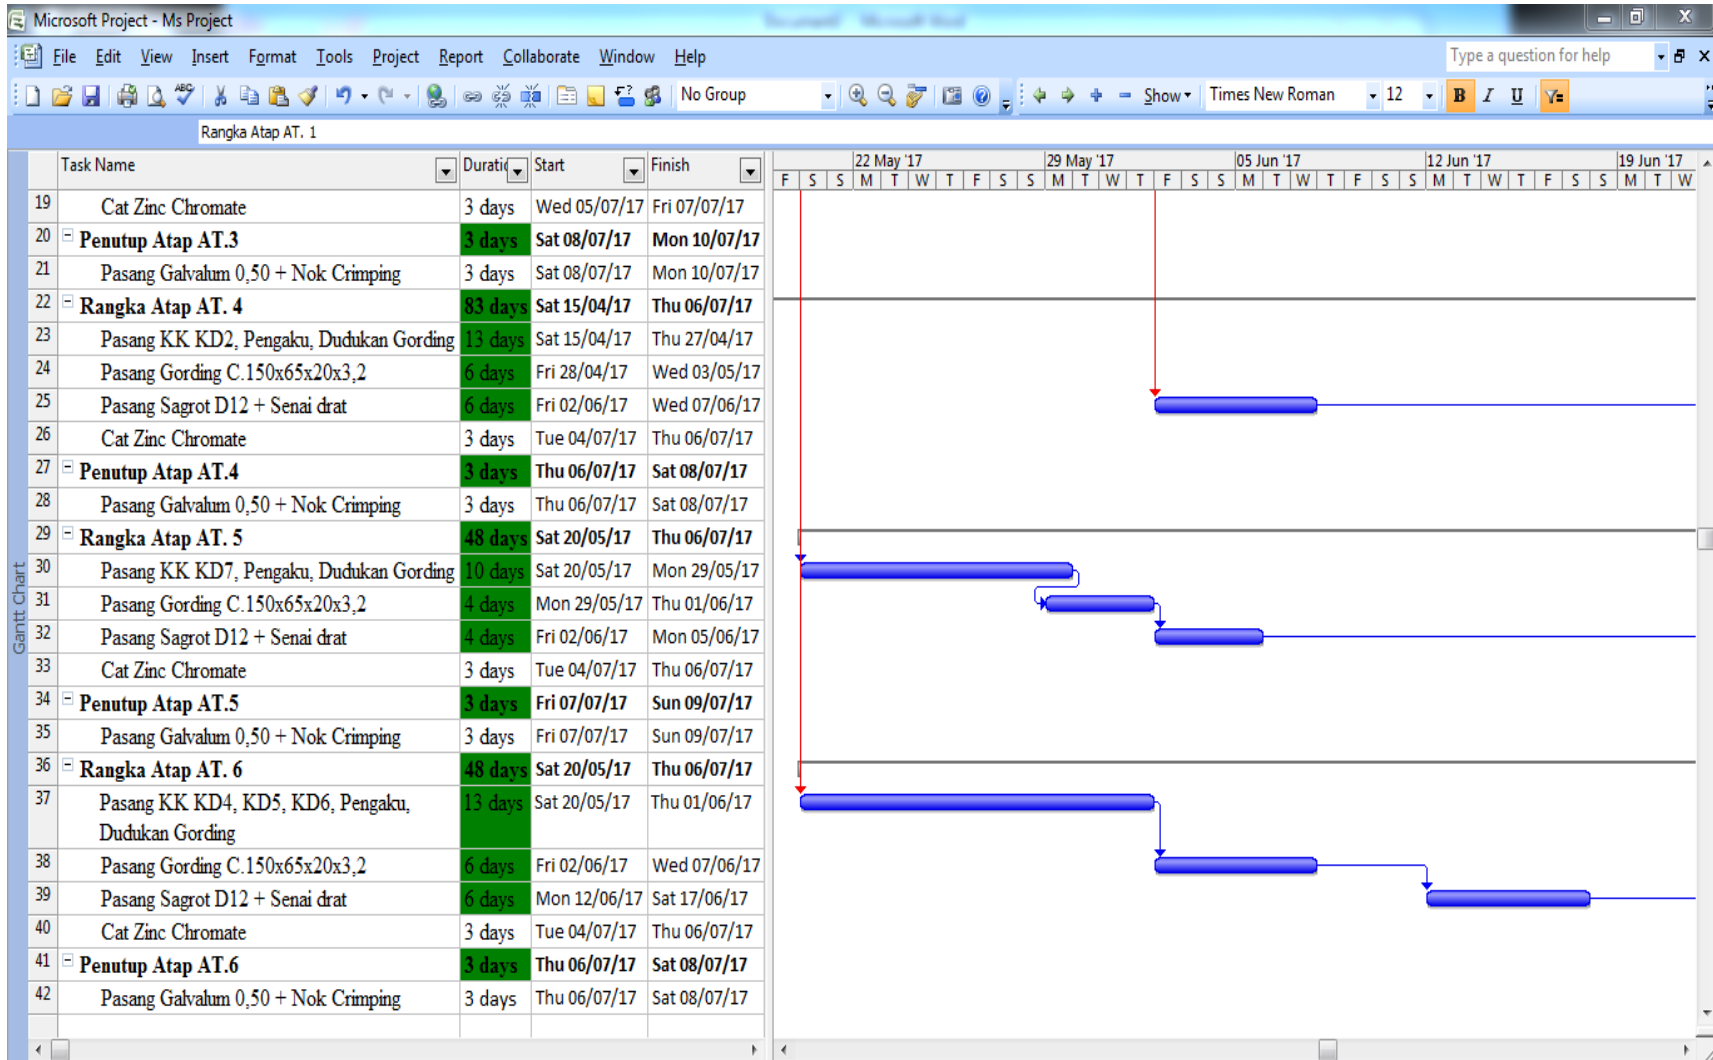 Microsoft Project - Ms Project
File Edit View Insert Format Tools Project Report Collaborate Window Help Type a question for help
No Group Show Times New Roman 12 B I U
Rangka Atap AT. 1
Task Name Start Finish 22 May '17 29 May '17 05 Jun '17 12 Jun '17 19 Jun '17
F S S M T W T F S S M T W T F S S M T W T F S S M T W T F S S M T W
19 Cat Zinc Chromate 3 days Wed 05/07/17 Fri 07/07/17
20 Penutup Atap AT.3 3 days Sat 08/07/17 Mon 10/07/17
21 Pasang Galvalum 0,50 + Nok Crimping 3 days Sat 08/07/17 Mon 10/07/17
22 Rangka Atap AT. 4 83 days Sat 15/04/17 Thu 06/07/17
23 Pasang KK KD2, Pengaku, Dudukan Gording 13 days Sat 15/04/17 Thu 27/04/17
24 Pasang Gording C.150x65x20x3,2 6 days Fri 28/04/17 Wed 03/05/17
25 Pasang Sagrot D12 + Senai drat 6 days Fri 02/06/17 Wed 07/06/17
26 Cat Zinc Chromate 3 days Tue 04/07/17 Thu 06/07/17
27 Penutup Atap AT.4 3 days Thu 06/07/17 Sat 08/07/17
28 Pasang Galvalum 0,50 + Nok Crimping 3 days Thu 06/07/17 Sat 08/07/17
29 Rangka Atap AT. 5 48 days Sat 20/05/17 Thu 06/07/17
30 Pasang KK KD7, Pengaku, Dudukan Gording 10 days Sat 20/05/17 Mon 29/05/17
31 Pasang Gording C.150x65x20x3,2 4 days Mon 29/05/17 Thu 01/06/17
32 Pasang Sagrot D12 + Senai drat 4 days Fri 02/06/17 Mon 05/06/17
33 Cat Zinc Chromate 3 days Tue 04/07/17 Thu 06/07/17
34 Penutup Atap AT.5 3 days Fri 07/07/17 Sun 09/07/17
35 Pasang Galvalum 0,50 + Nok Crimping 3 days Fri 07/07/17 Sun 09/07/17
36 Rangka Atap AT. 6 48 days Sat 20/05/17 Thu 06/07/17
37 Pasang KK KD4, KD5, KD6, Pengaku, 13 days Sat 20/05/17 Thu 01/06/17
Dudukan Gording
38 Pasang Gording C.150x65x20x3,2 6 days Fri 02/06/17 Wed 07/06/17
39 Pasang Sagrot D12 + Senai drat 6 days Mon 12/06/17 Sat 17/06/17
40 Cat Zinc Chromate 3 days Tue 04/07/17 Thu 06/07/17
41 Penutup Atap AT.6 3 days Thu 06/07/17 Sat 08/07/17
42 Pasang Galvalum 0,50 + Nok Crimping 3 days Thu 06/07/17 Sat 08/07/17
Gantt Chart